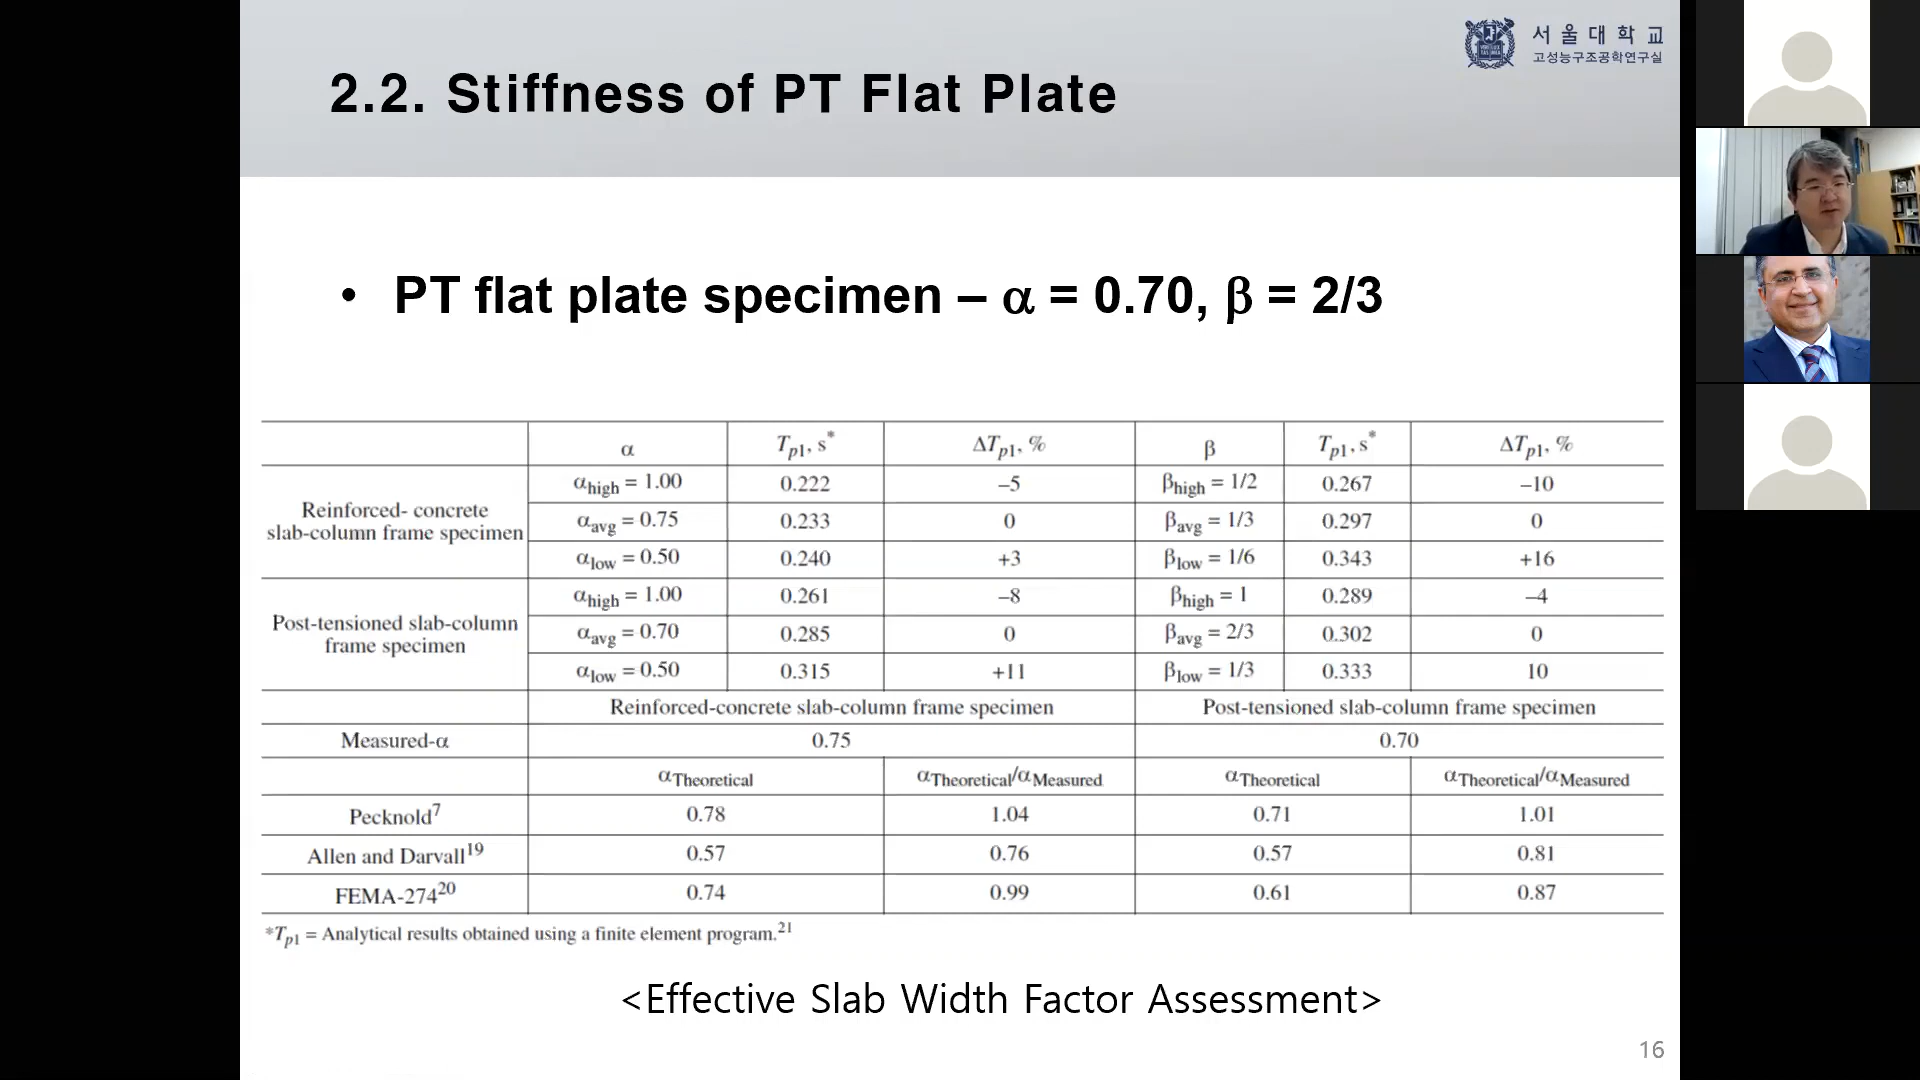 서 울 대 학 교
고성능구조공학연구실
2.2. Stiffness of PT Flat Plate
• PT flat plate specimen – α = 0.70, β = 2/3
α Tp1, s* ΔTp1, % β Tp1, s* ΔTp1, %
Reinforced- concrete slab-column frame specimen
αhigh = 1.00 0.222 –5 βhigh = 1/2 0.267 –10
αavg = 0.75 0.233 0 βavg = 1/3 0.297 0
αlow = 0.50 0.240 +3 βlow = 1/6 0.343 +16
Post-tensioned slab-column frame specimen
αhigh = 1.00 0.261 –8 βhigh = 1 0.289 –4
αavg = 0.70 0.285 0 βavg = 2/3 0.302 0
αlow = 0.50 0.315 +11 βlow = 1/3 0.333 10
Reinforced-concrete slab-column frame specimen Post-tensioned slab-column frame specimen
Measured-α 0.75 0.70
αTheoretical αTheoretical/αMeasured αTheoretical αTheoretical/αMeasured
Pecknold7 0.78 1.04 0.71 1.01
Allen and Darvall19 0.57 0.76 0.57 0.81
FEMA-27420 0.74 0.99 0.61 0.87
*Tp1 = Analytical results obtained using a finite element program.21
<Effective Slab Width Factor Assessment>
16